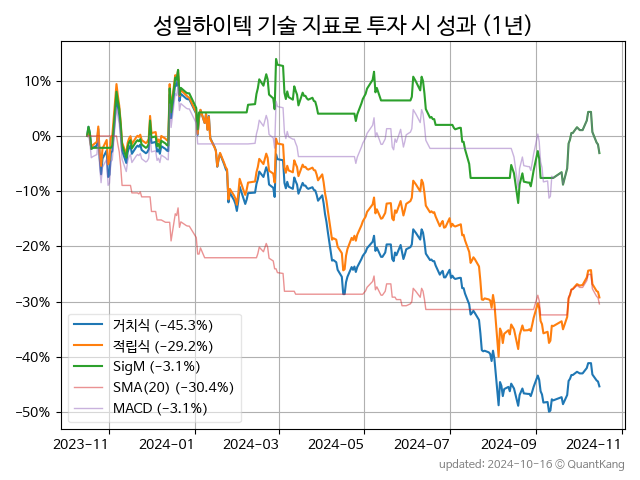 성일하이텍 기술 지표로 투자 시 성과 (1년)
10%
0%
−10%
−20%
−30%
−40%
−50%
거치식 (−45.3%)
적립식 (−29.2%)
SigM (−3.1%)
SMA(20) (−30.4%)
MACD (−3.1%)
2023−11 2024−01 2024−03 2024−05 2024−07 2024−09 2024−11
updated: 2024-10-16 © QuantKang